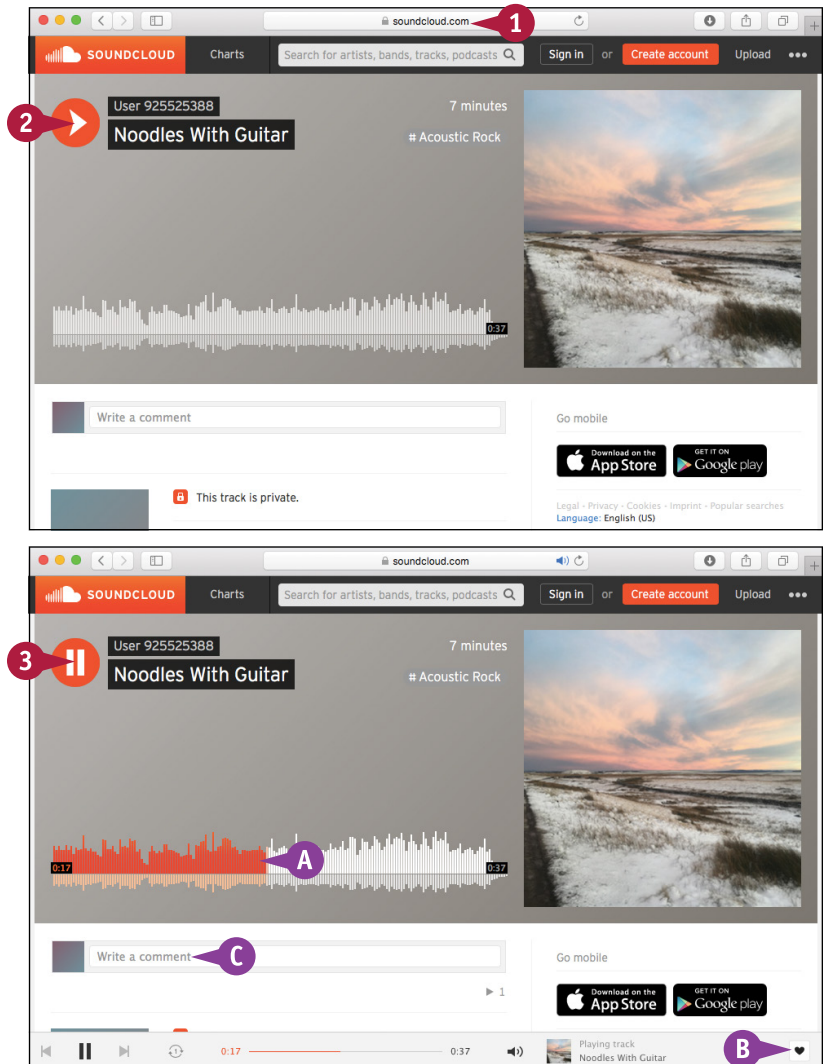 soundcloud.com
1
SOUNDCLOUD Charts Search for artists, bands, tracks, podcasts Sign in or Create account Upload
User 925525388 7 minutes
2
Noodles With Guitar # Acoustic Rock
0:37
Write a comment Go mobile
Download on the App Store GET IT ON Google play
This track is private.
Legal - Privacy - Cookies - Imprint - Popular searches
Language: English (US)
soundcloud.com
SOUNDCLOUD Charts Search for artists, bands, tracks, podcasts Sign in or Create account Upload
User 925525388 7 minutes
3
Noodles With Guitar # Acoustic Rock
A
0:17 0:37
Write a comment C Go mobile
1
Download on the App Store GET IT ON Google play
1 0:17 0:37 Playing track B
Noodles With Guitar